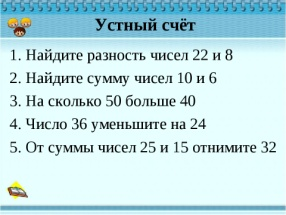 Устный счёт
1. Найдите разность чисел 22 и 8
2. Найдите сумму чисел 10 и 6
3. На сколько 50 больше 40
4. Число 36 уменьшите на 24
5. От суммы чисел 25 и 15 отнимите 32